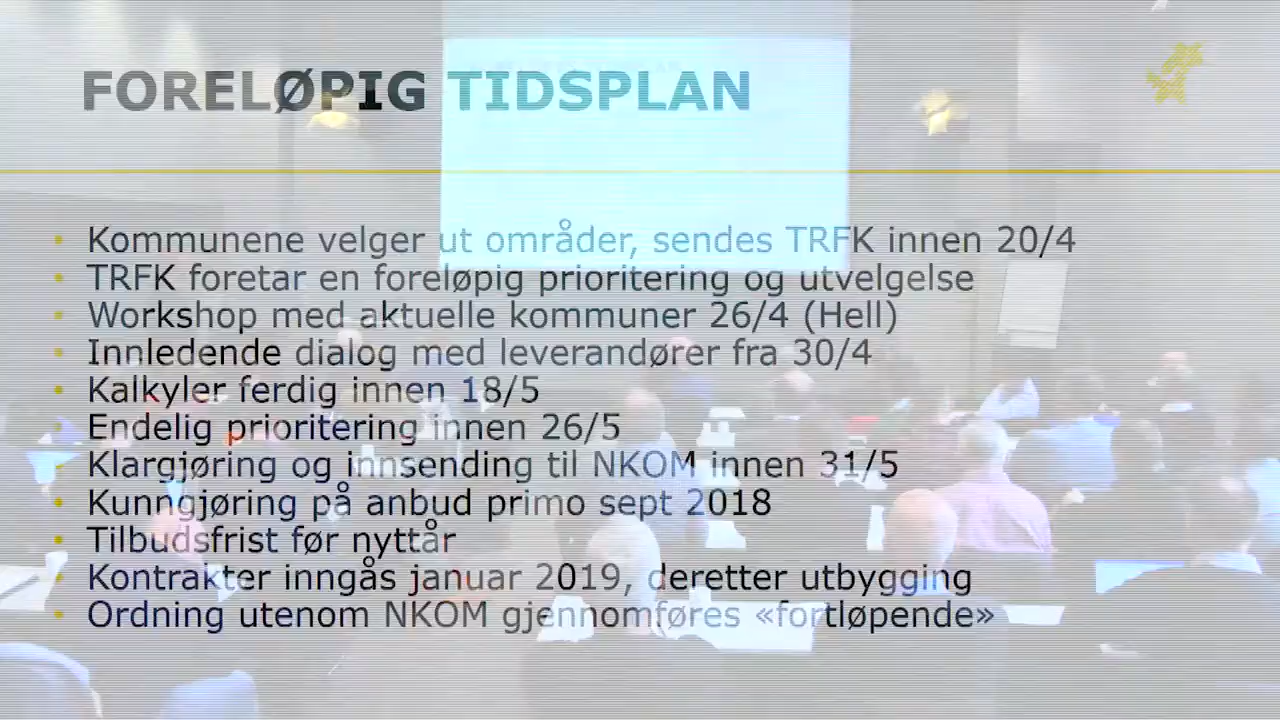 FORELØPIG TIDSPLAN
• Kommunene velger ut områder, sendes TRFK innen 20/4
• TRFK foretar en foreløpig prioritering og utvelgelse
• Workshop med aktuelle kommuner 26/4 (Hell)
• Innledende dialog med leverandører fra 30/4
• Kalkyler ferdig innen 18/5
• Endelig prioritering innen 26/5
• Klargjøring og innsending til NKOM innen 31/5
• Kunngjøring på anbud primo sept 2018
• Tilbudsfrist før nyttår
• Kontrakter inngås januar 2019, deretter utbygging
• Ordning utenom NKOM gjennomføres «fortløpende»